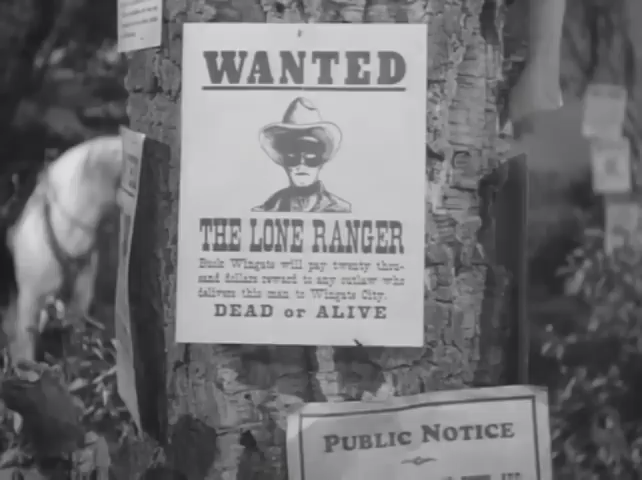 WANTED
THE LONE RANGER
Buck Wingate will pay twenty thou-
sand dollars reward to any outlaw who
delivers this man to Wingate City.
DEAD or ALIVE
PUBLIC NOTICE